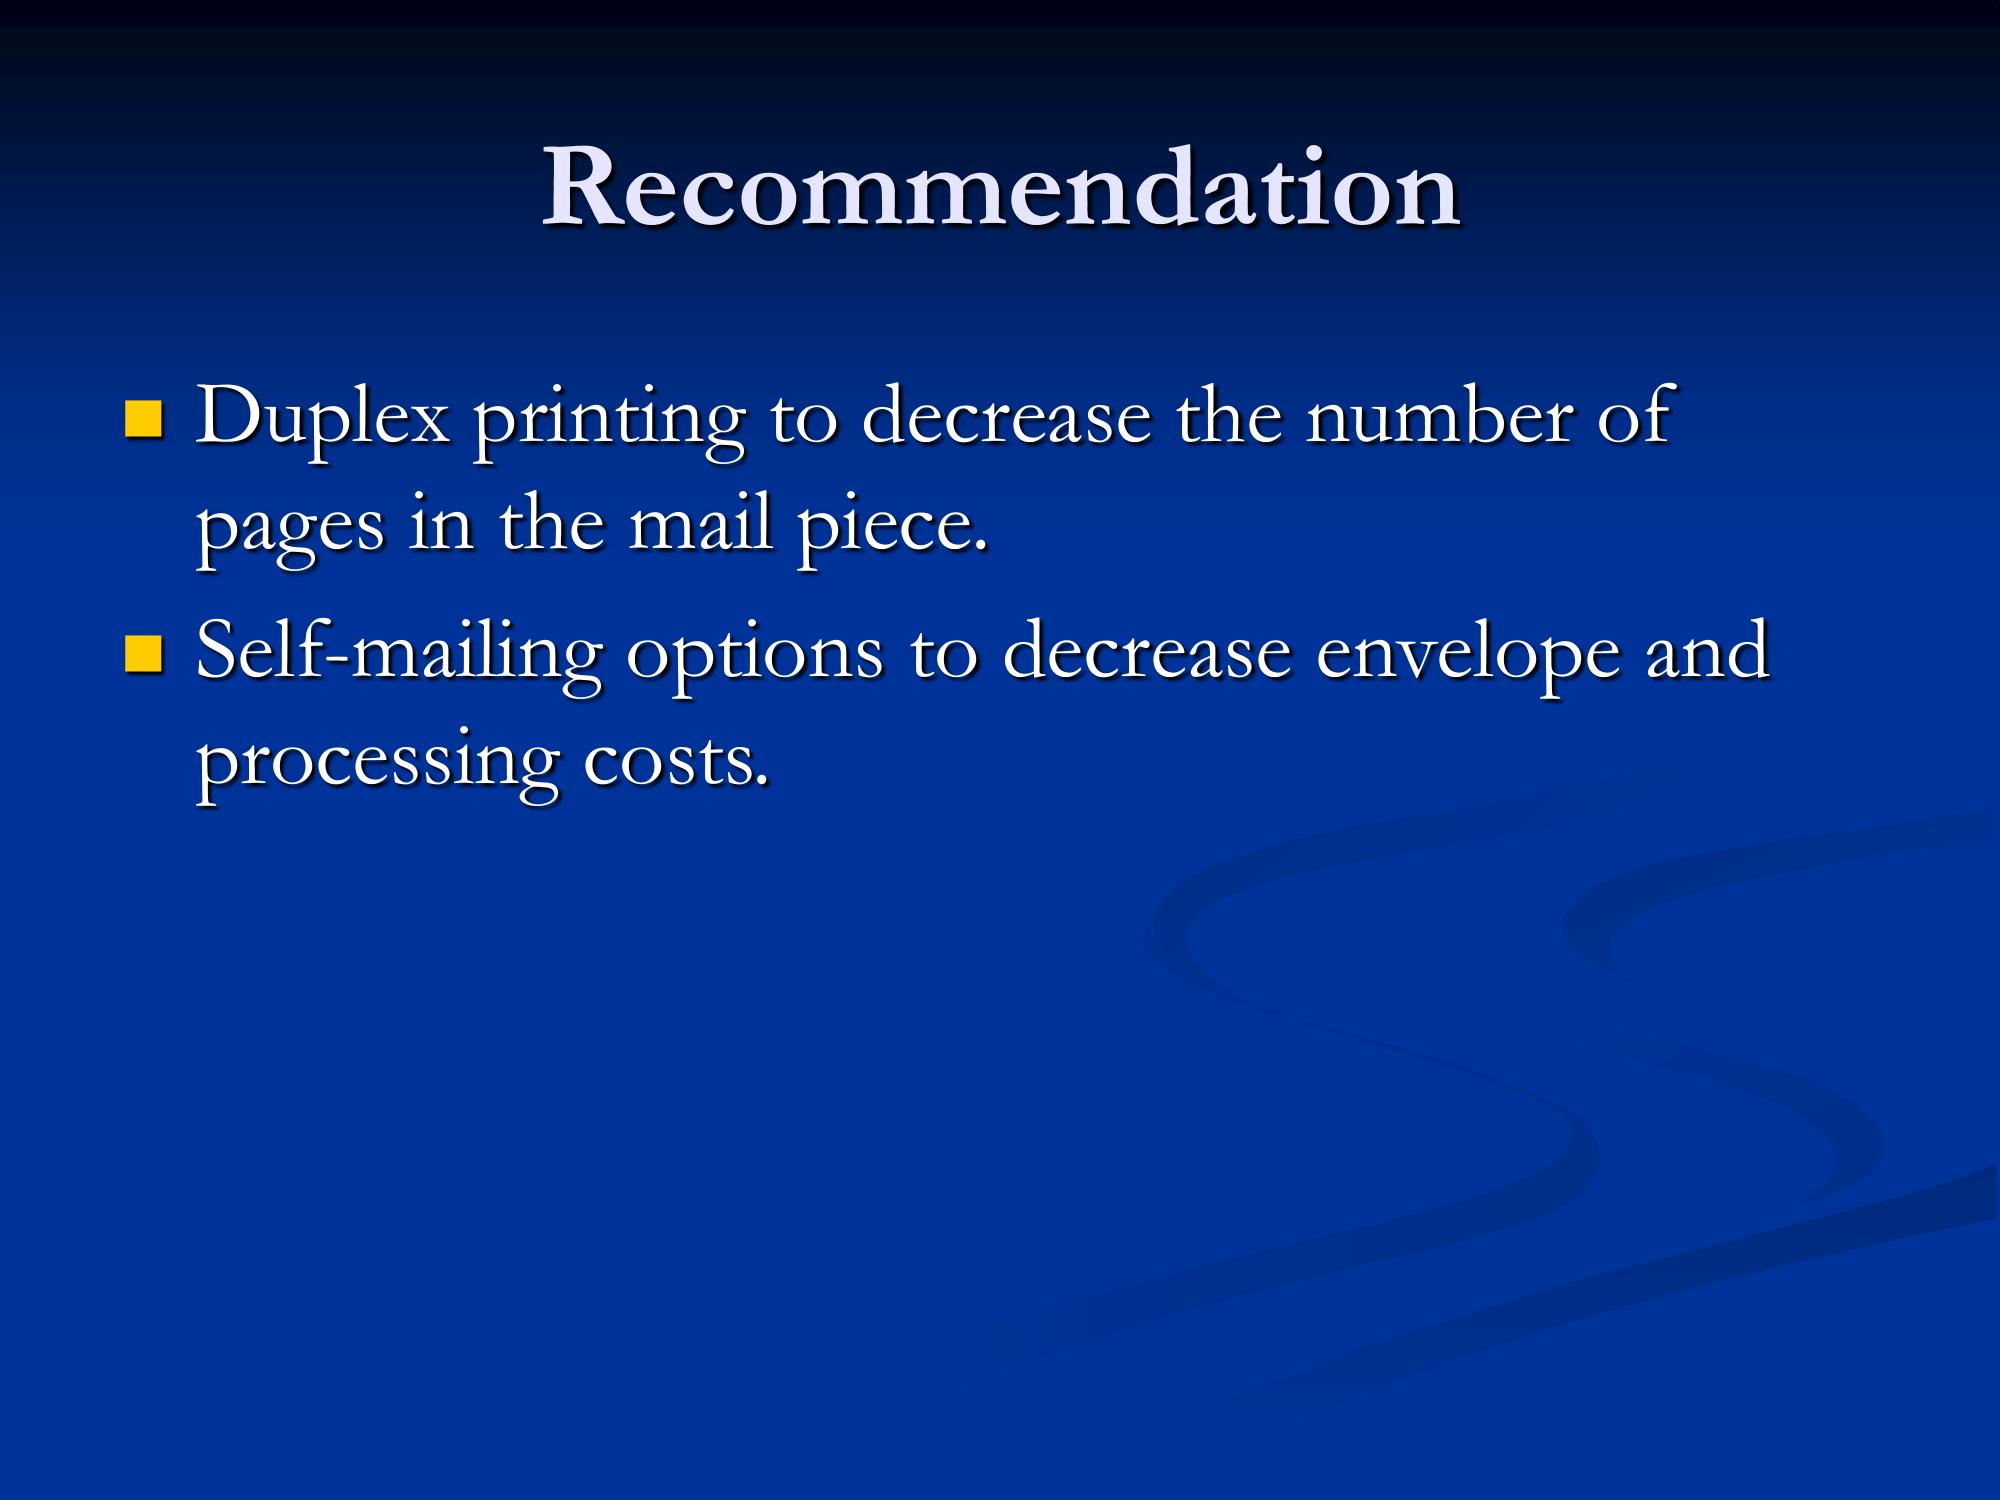 Recommendation
Duplex printing to decrease the number of
pages in the mail piece.
Self-mailing options to decrease envelope and
processing costs.